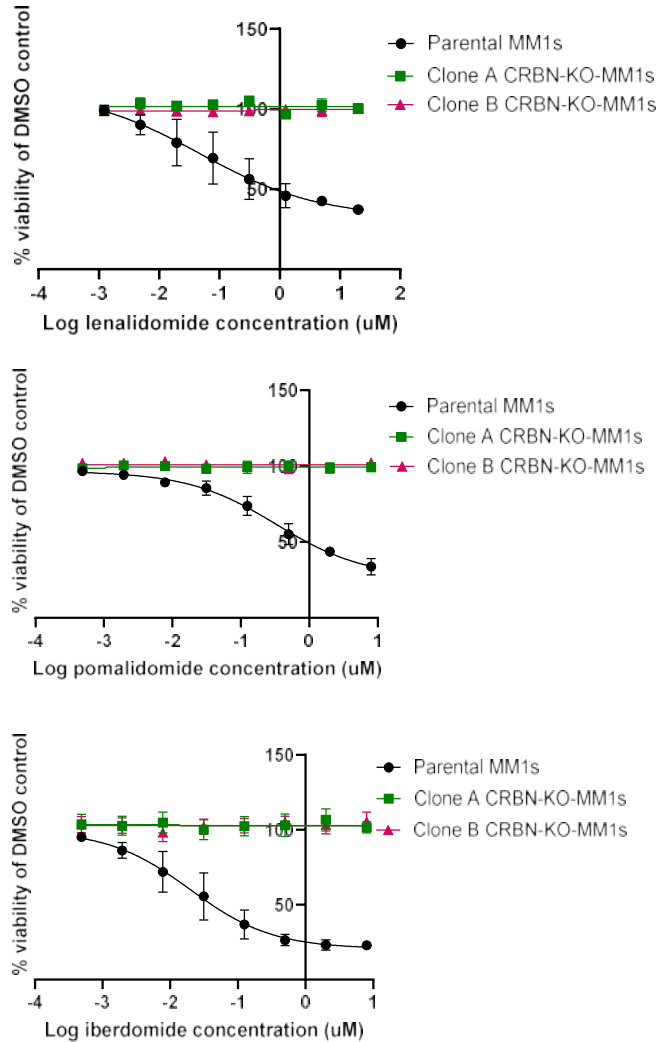 % viability of DMSO control
150
100
50
-4 -3 -2 -1 0 1 2
Log lenalidomide concentration (uM)
Parental MM1s
Clone A CRBN-KO-MM1s
Clone B CRBN-KO-MM1s
% viability of DMSO control
150
100
50
-4 -3 -2 -1 0 1
Log pomalidomide concentration (uM)
Parental MM1s
Clone A CRBN-KO-MM1s
Clone B CRBN-KO-MM1s
% viability of DMSO control
150
100
50
-4 -3 -2 -1 0 1
Log iberdomide concentration (uM)
Parental MM1s
Clone A CRBN-KO-MM1s
Clone B CRBN-KO-MM1s